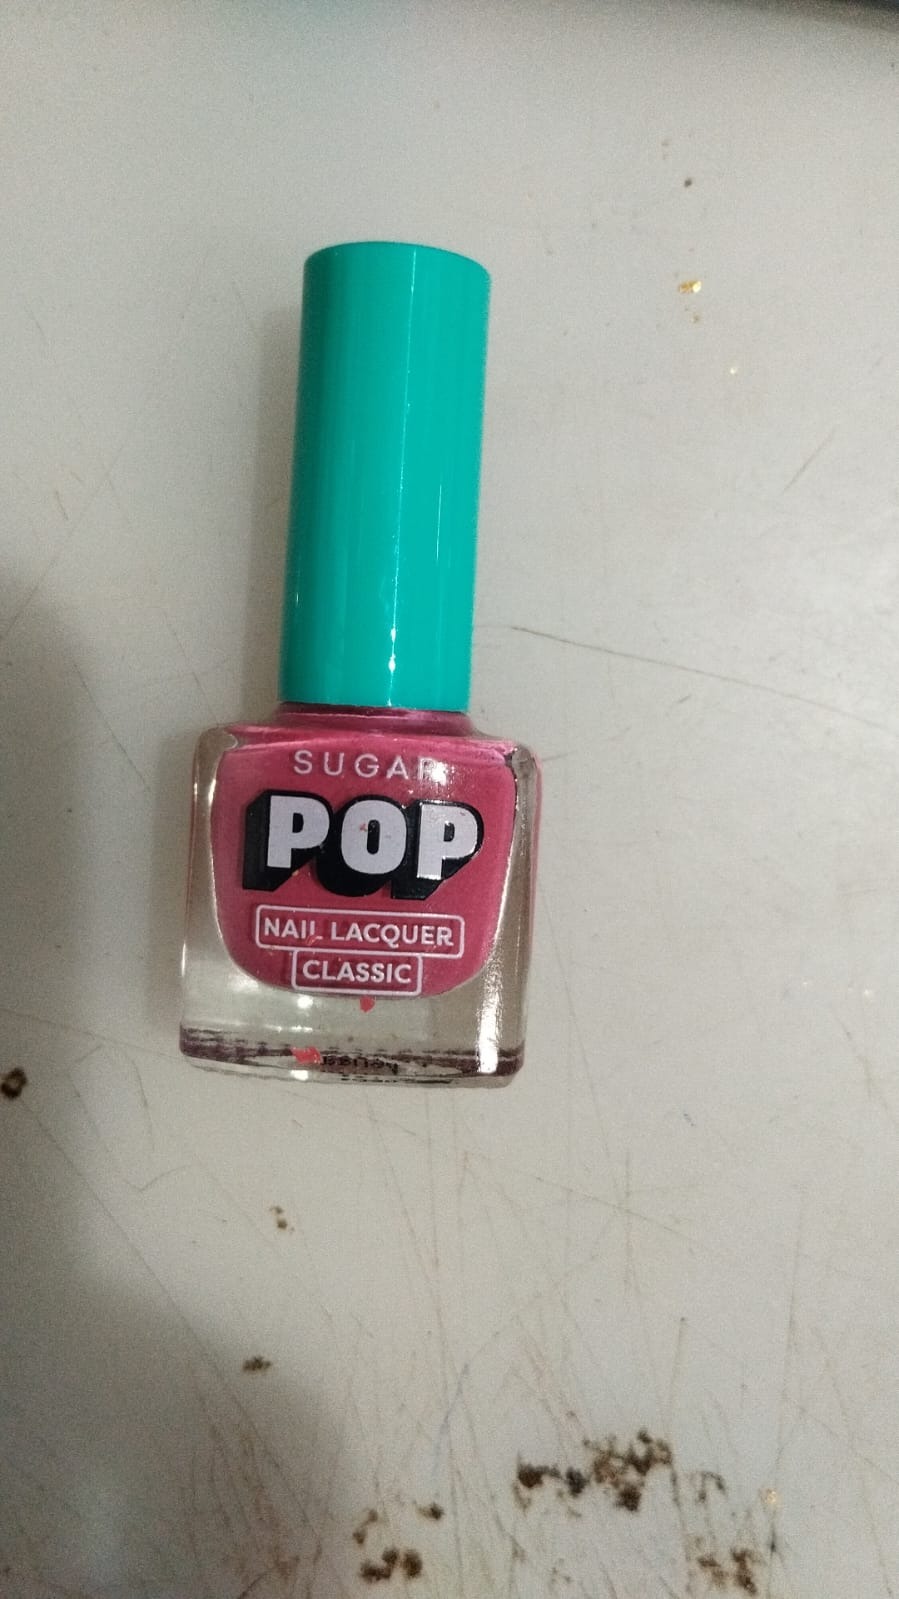 SUGAR
POP
NAIL LACQUER
CLASSIC